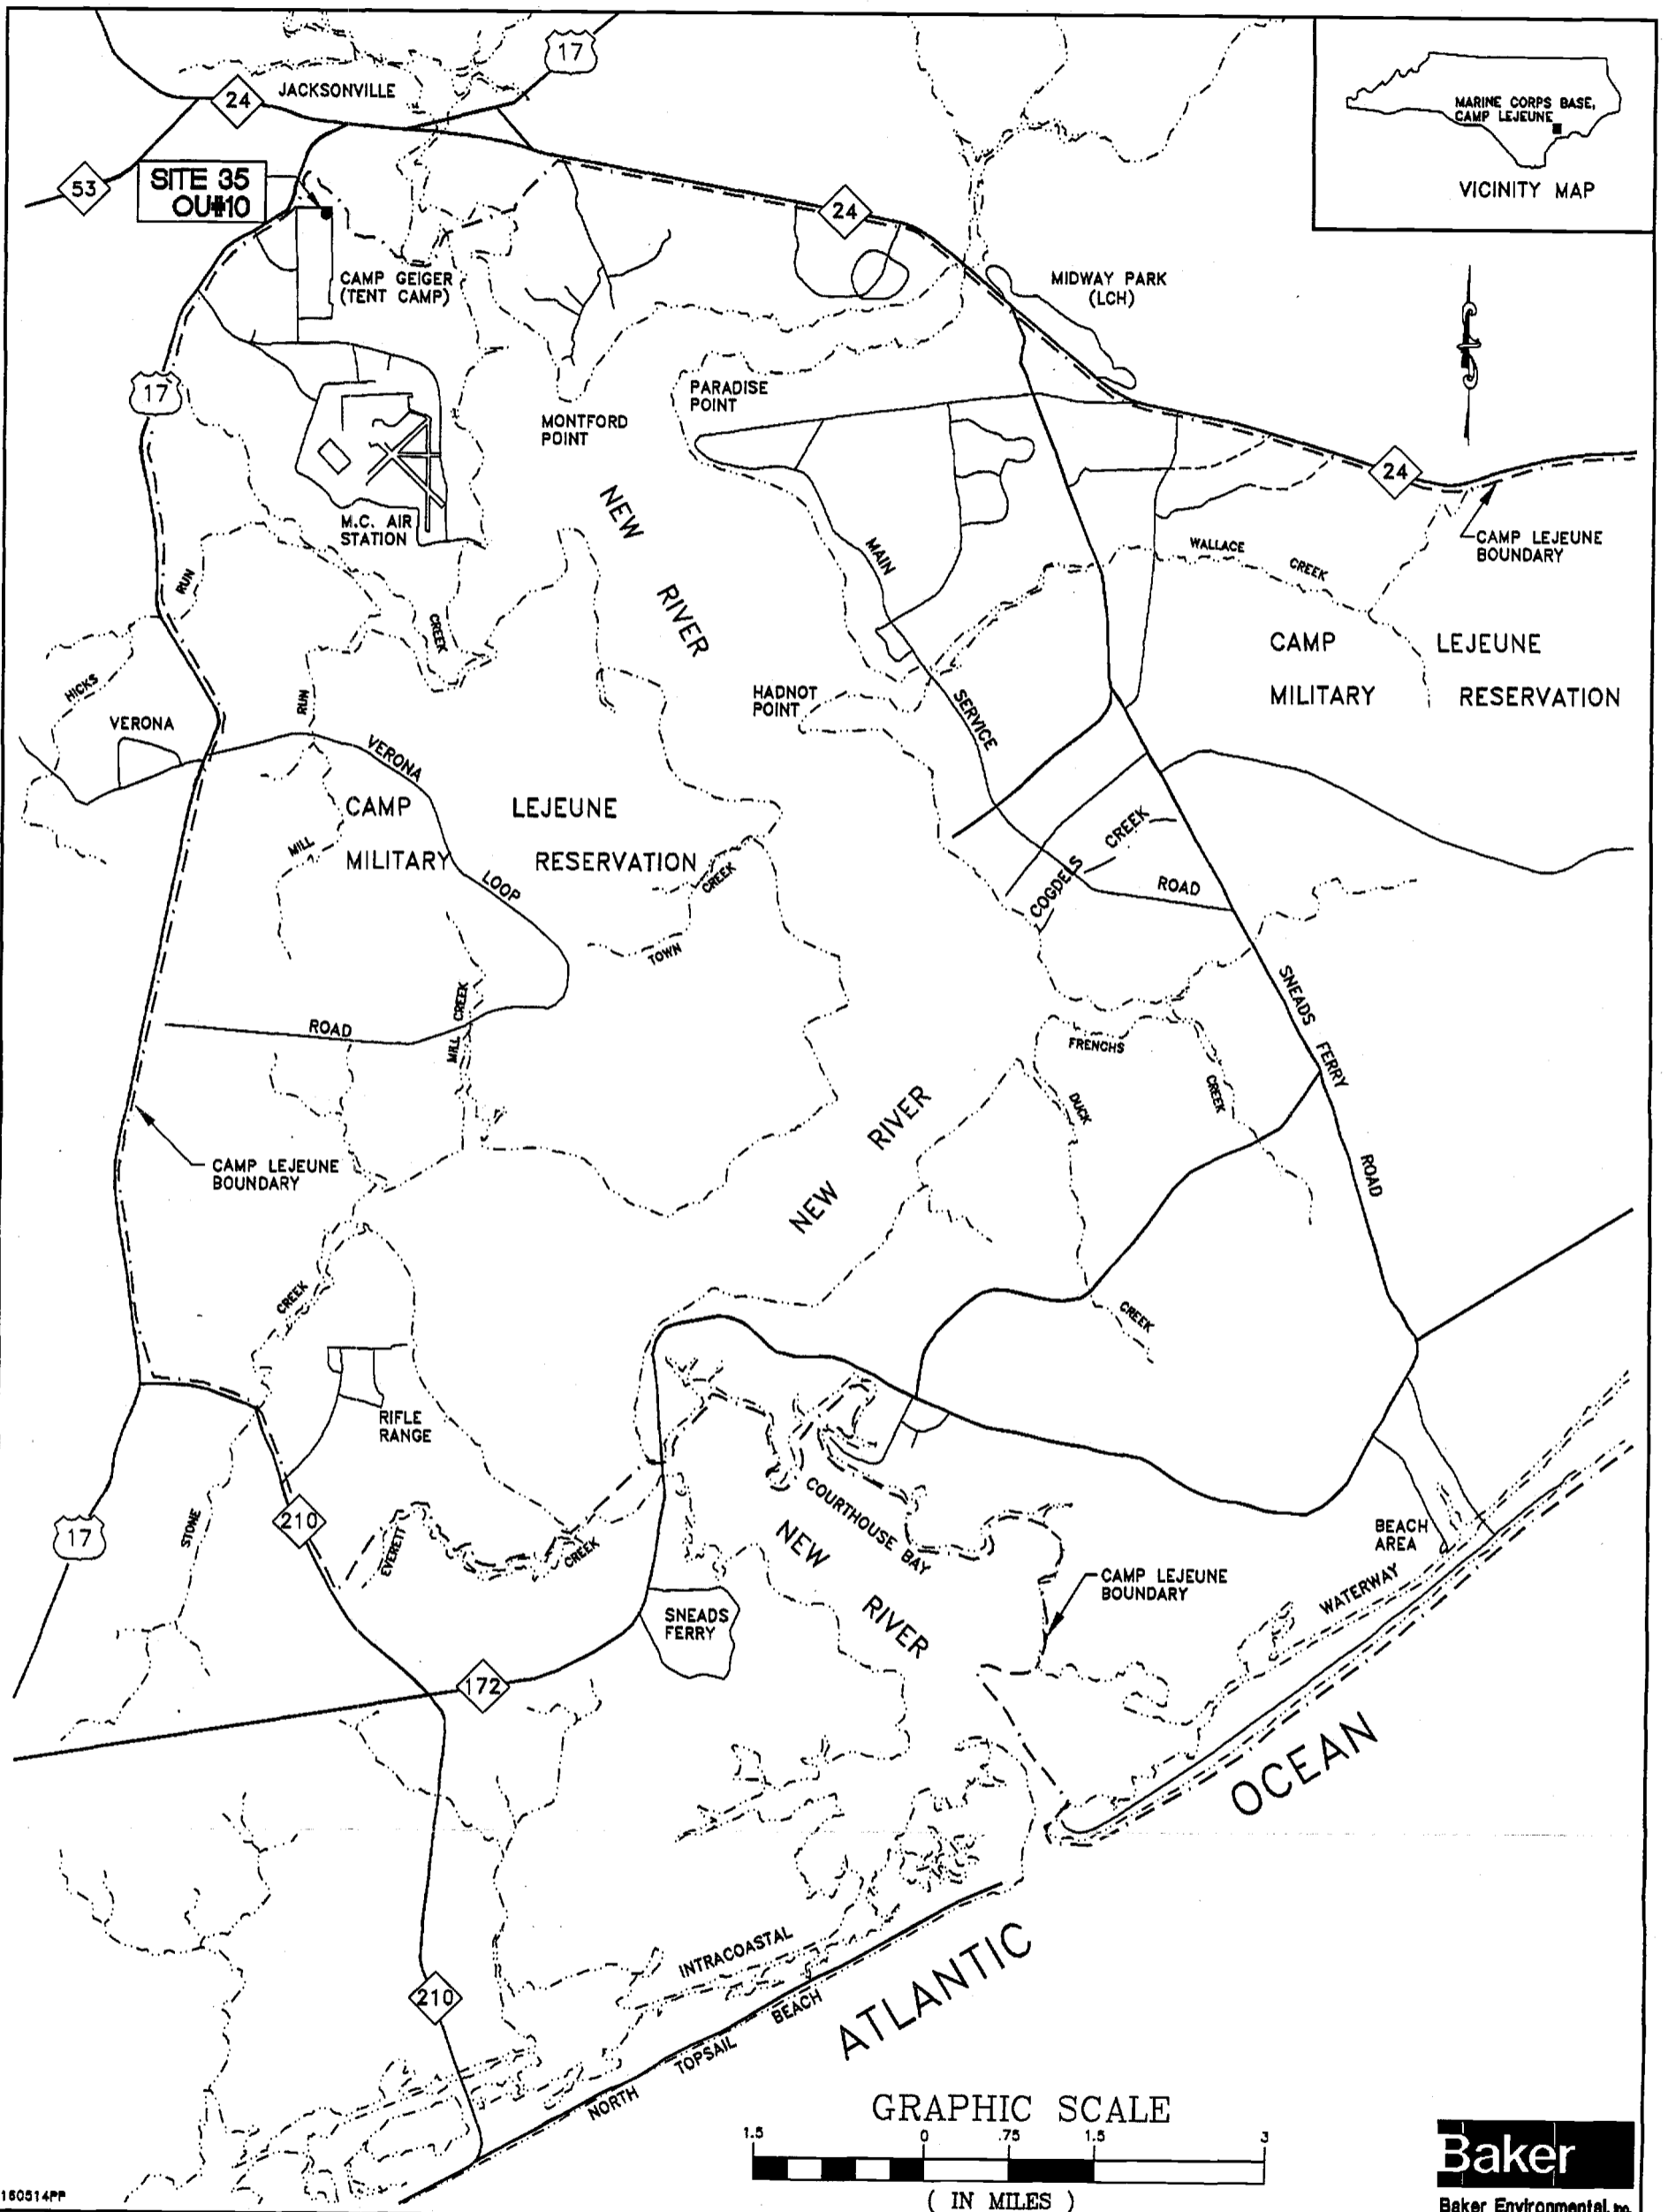 17
JACKSONVILLE
24
53
SITE 35
OU#10
24
MARINE CORPS BASE,
CAMP LEJEUNE
VICINITY MAP
CAMP GEIGER
(TENT CAMP)
MIDWAY PARK
(LCH)
17
PARADISE
POINT
MONTFORD
POINT
24
M.C. AIR
STATION
NEW
RIVER
MAIN
SERVICE
ROAD
WALLACE
CREEK
CAMP LEJEUNE
BOUNDARY
RUN
CREEK
HICKS
RUN
CAMP LEJEUNE
MILITARY RESERVATION
HADNOT
POINT
VERONA
VERONA
LOOP
ROAD
CAMP LEJEUNE
MILITARY RESERVATION
MILL
CREEK
TOWN
COGDELS
CREEK
MILL CREEK
SNEADS
FERRY
ROAD
FRENCHS
CREEK
DUCK
CREEK
NEW
RIVER
CAMP LEJEUNE
BOUNDARY
CREEK
STONE
RIFLE
RANGE
17
210
EVERETT
CREEK
COURTHOUSE BAY
NEW
RIVER
BEACH
AREA
CAMP LEJEUNE
BOUNDARY
WATERWAY
SNEADS
FERRY
172
OCEAN
ATLANTIC
INTRACOASTAL
210
NORTH TOPSAIL BEACH
GRAPHIC SCALE
1.5 0 .75 1.5 3
( IN MILES )
160514PP
Baker
Baker Environmental, Inc.